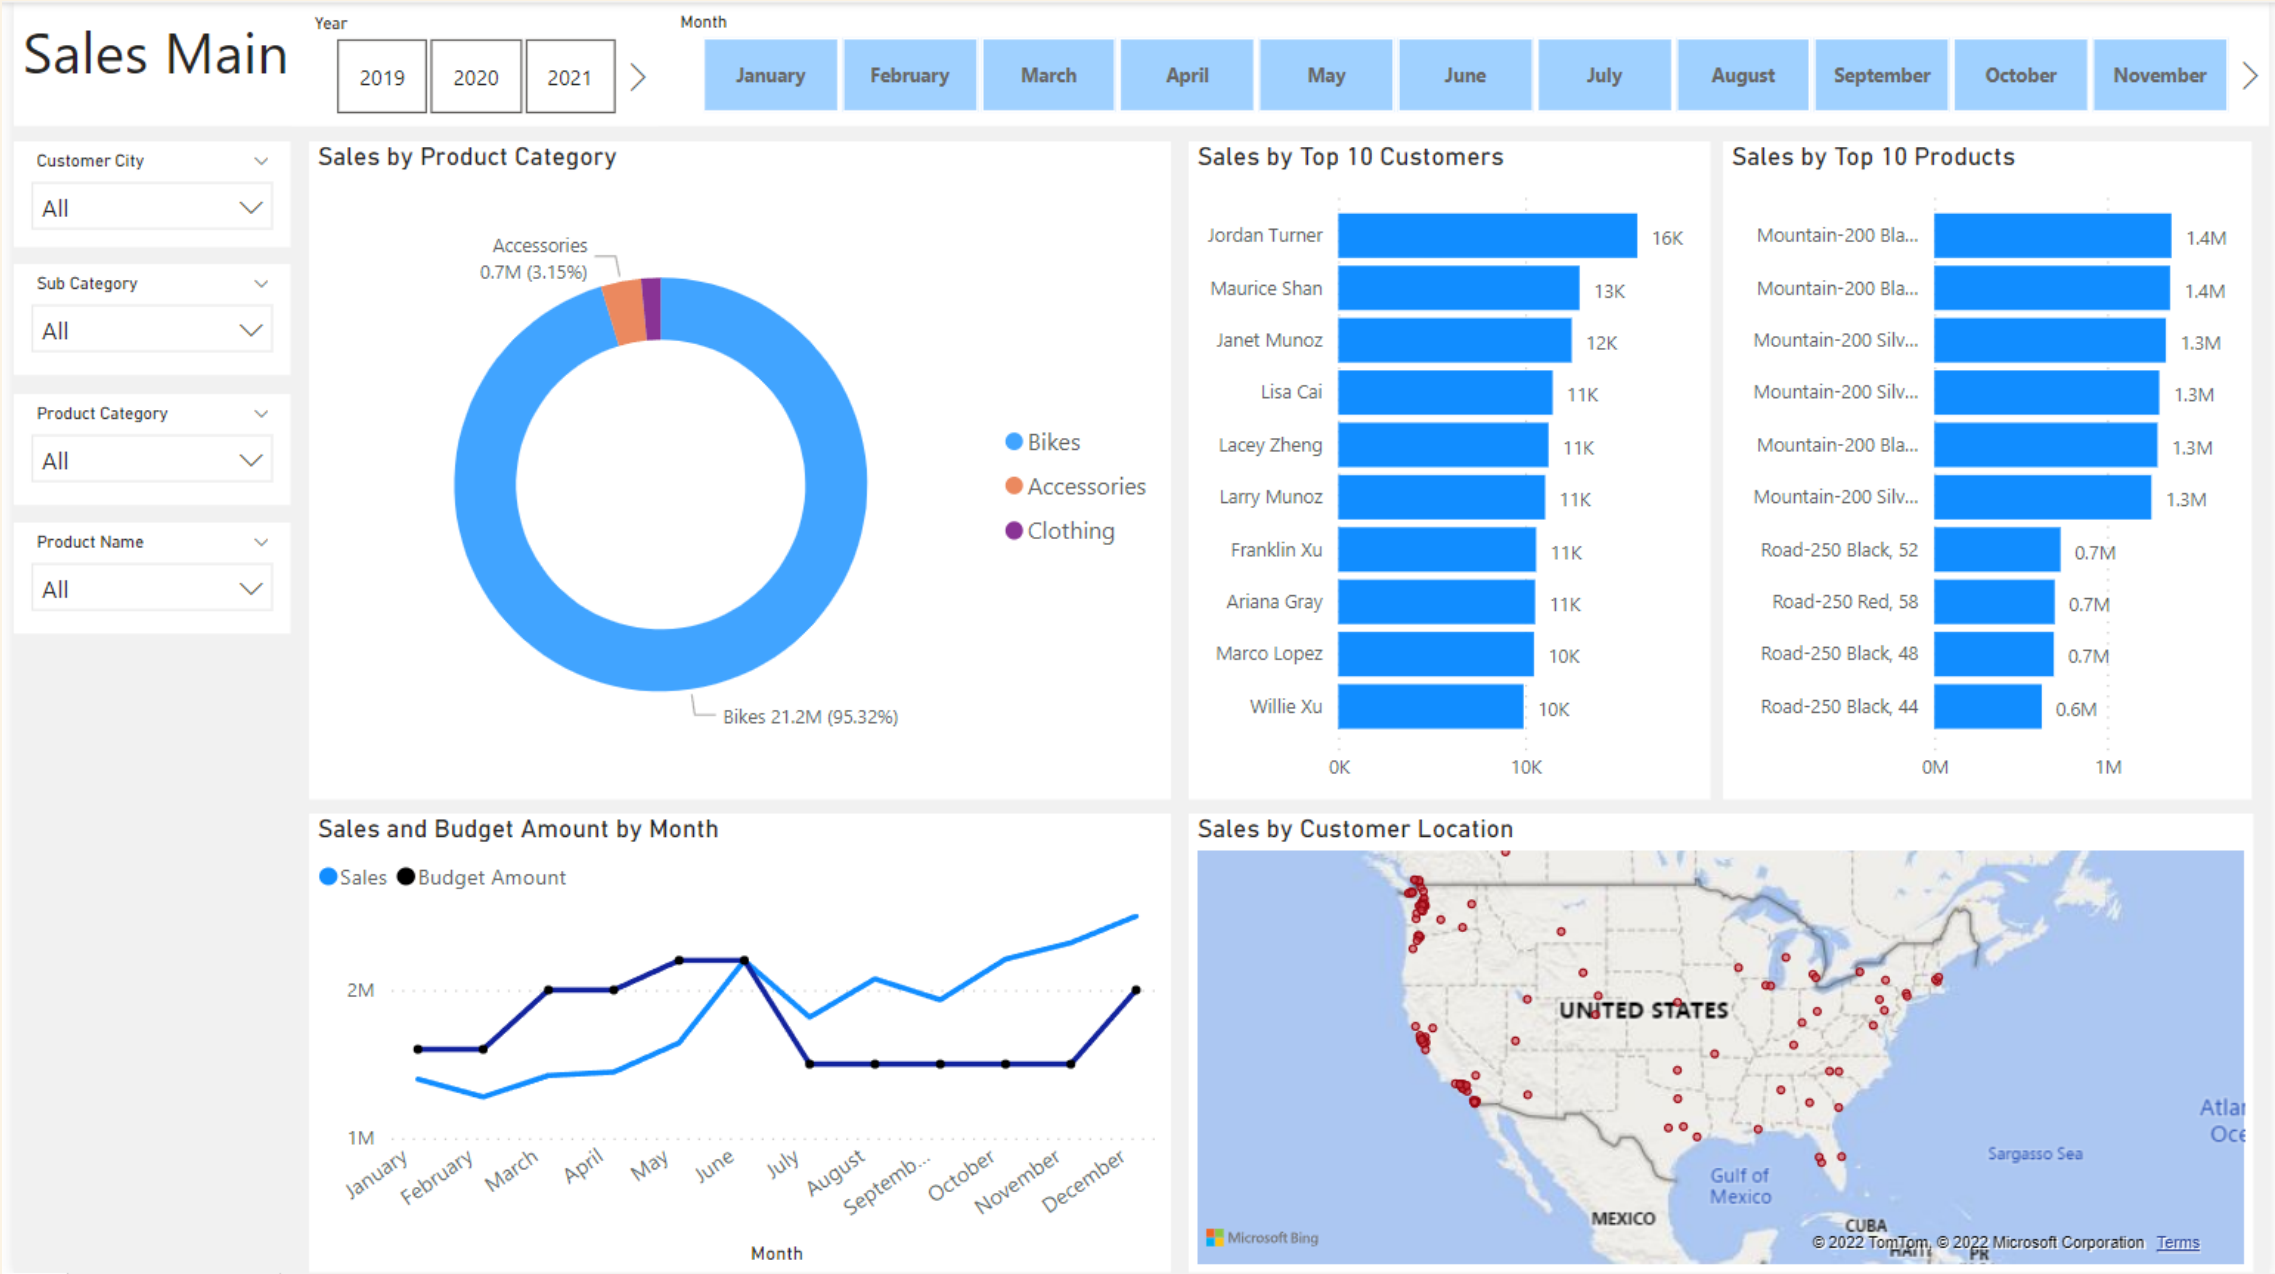 Sales Main
Year
2019
2020
2021
Month
January
February
March
April
May
June
July
August
September
October
November
Customer City
All
Sub Category
All
Product Category
All
Product Name
All
Sales by Product Category
Accessories
0.7M (3.15%)
Bikes 21.2M (95.32%)
Bikes
Accessories
Clothing
Sales by Top 10 Customers
Jordan Turner 16K
Maurice Shan 13K
Janet Munoz 12K
Lisa Cai 11K
Lacey Zheng 11K
Larry Munoz 11K
Franklin Xu 11K
Ariana Gray 11K
Marco Lopez 10K
Willie Xu 10K
0K 10K
Sales by Top 10 Products
Mountain-200 Bla... 1.4M
Mountain-200 Bla... 1.4M
Mountain-200 Silv... 1.3M
Mountain-200 Silv... 1.3M
Mountain-200 Bla... 1.3M
Mountain-200 Silv... 1.3M
Road-250 Black, 52 0.7M
Road-250 Red, 58 0.7M
Road-250 Black, 48 0.7M
Road-250 Black, 44 0.6M
0M 1M
Sales and Budget Amount by Month
Sales Budget Amount
2M
1M
January
February
March
April
May
June
July
August
Septemb...
October
November
December
Month
Sales by Customer Location
UNITED STATES
Atlan
Oce
Sargasso Sea
Gulf of
Mexico
MEXICO
CUBA
Microsoft Bing
© 2022 TomTom, © 2022 Microsoft Corporation Terms
HAITI
PR